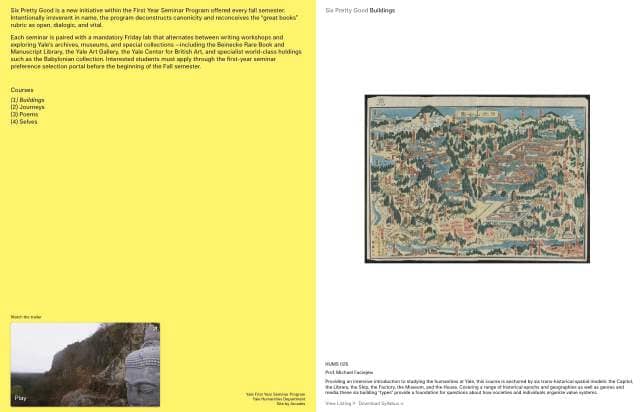 Six Pretty Good is a new initiative within the First Year Seminar Program offered every fall semester.
Intentionally irreverent in name, the program deconstructs canonicity and reconceives the “great books”
rubric as open, dialogic, and vital.
Each seminar is paired with a mandatory Friday lab that alternates between writing workshops and
exploring Yale’s archives, museums, and special collections –including the Beinecke Rare Book and
Manuscript Library, the Yale Art Gallery, the Yale Center for British Art, and specialist world-class holdings
such as the Babylonian collection. Interested students must apply through the first-year seminar
preference selection portal before the beginning of the Fall semester.
Courses
(1) Buildings
(2) Journeys
(3) Poems
(4) Selves
Watch the trailer
Play
Yale First Year Seminar Program
Yale Humanities Department
Site by
Six Pretty Good Buildings
HUMS
Prof. Michael Faciejew
Providing an intensive introduction to studying the humanities at Yale, this course is anchored by six trans-historical spatial models: the Capitol,
the Library, the Ship, the Factory, the Museum, and the House. Covering a range of historical epochs and geographies as well as genres and
media, these six building “types” provide a foundation for questions about how societies and individuals organize value systems.
View Listing
Download Syllabus